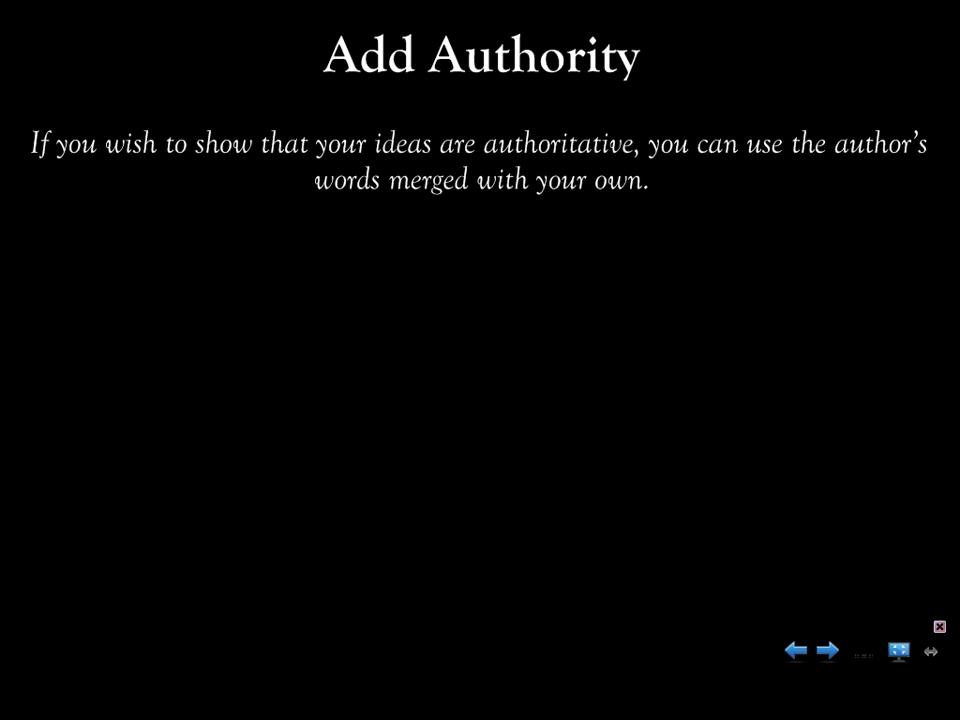 Add Authority
If you wish to show that your ideas are authoritative, you can use the author’s
words merged with your own.